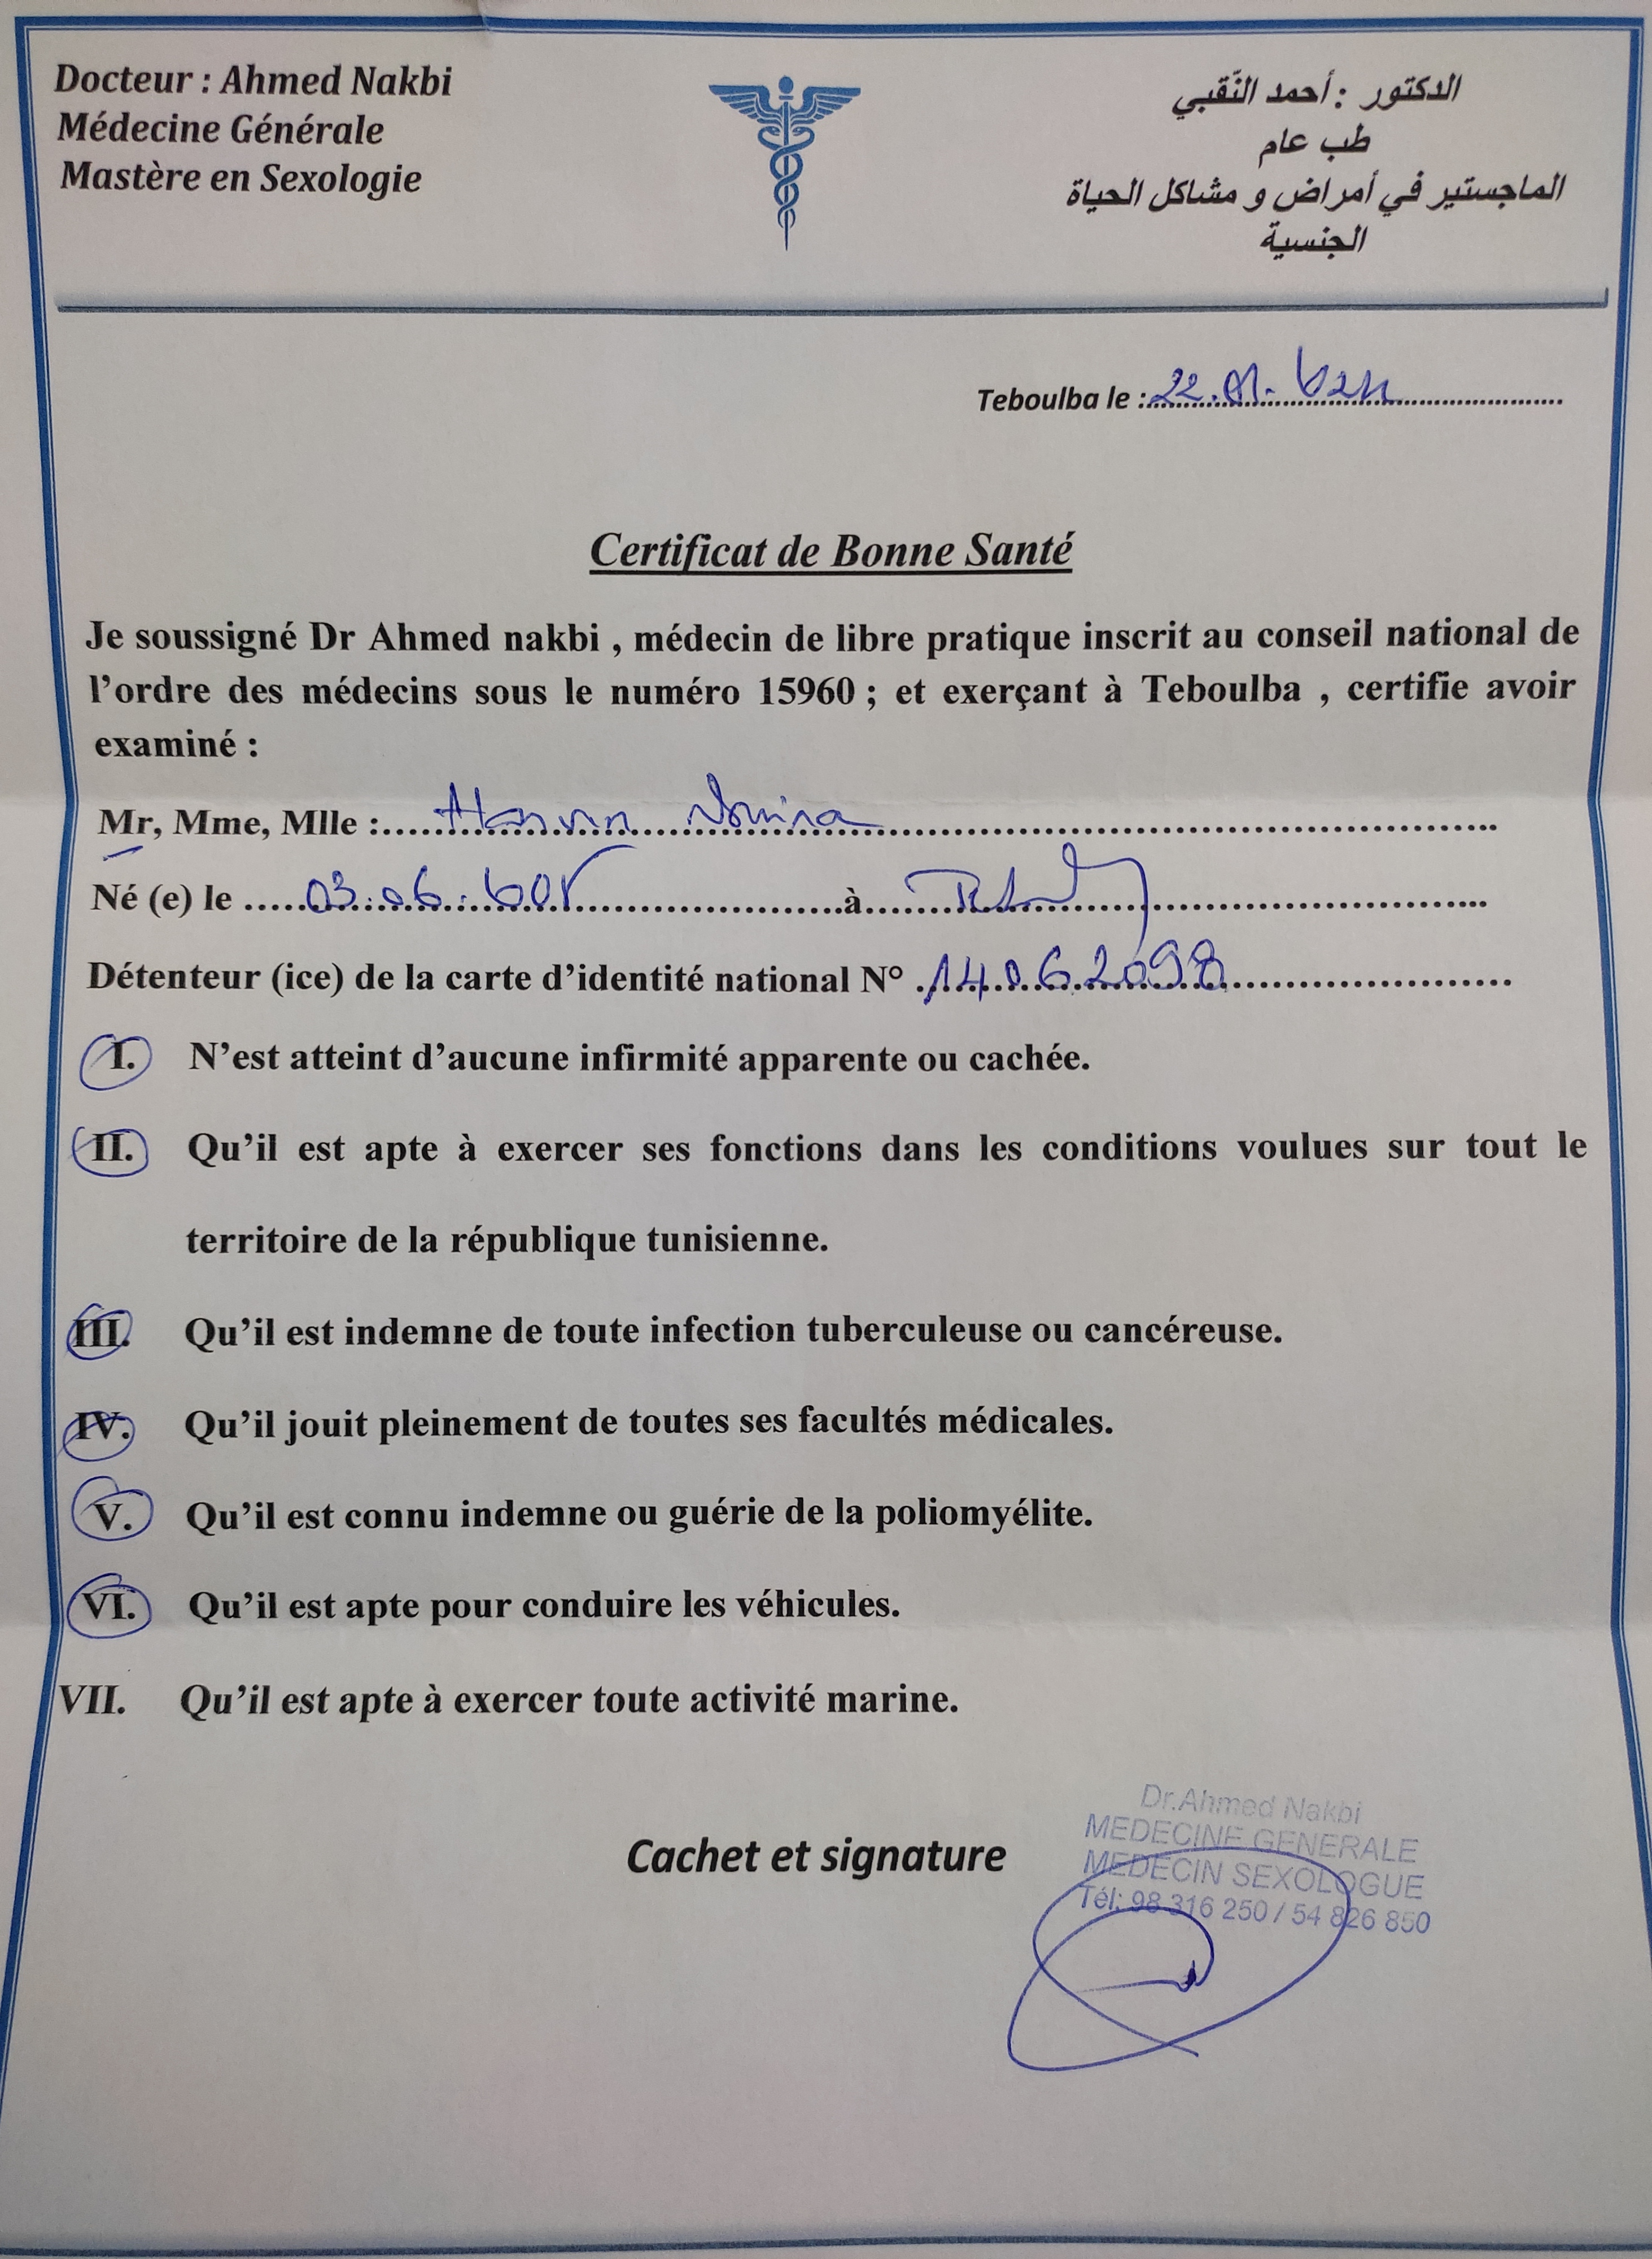 Docteur : Ahmed Nakbi
Médecine Générale
Mastère en Sexologie
الدكتور : أحمد النّقبي
طب عام
الماجستير في أمراض و مشاكل الحياة
الجنسية
Teboulba le : 22.01.
Certificat de Bonne Santé
Je soussigné Dr Ahmed nakbi , médecin de libre pratique inscrit au conseil national de
l’ordre des médecins sous le numéro 15960 ; et exerçant à Teboulba , certifie avoir
examiné :
Mr, Mme, Mlle :
Né (e) le 03.06. à
Détenteur (ice) de la carte d’identité national N° 14062098
I. N’est atteint d’aucune infirmité apparente ou cachée.
II. Qu’il est apte à exercer ses fonctions dans les conditions voulues sur tout le
territoire de la république tunisienne.
III. Qu’il est indemne de toute infection tuberculeuse ou cancéreuse.
IV. Qu’il jouit pleinement de toutes ses facultés médicales.
V. Qu’il est connu indemne ou guérie de la poliomyélite.
VI. Qu’il est apte pour conduire les véhicules.
VII. Qu’il est apte à exercer toute activité marine.
Cachet et signature
Dr.Ahmed Nakbi
MEDECINE GENERALE
MEDECIN SEXOLOGUE
Tél: 98 316 250 / 54 826 850